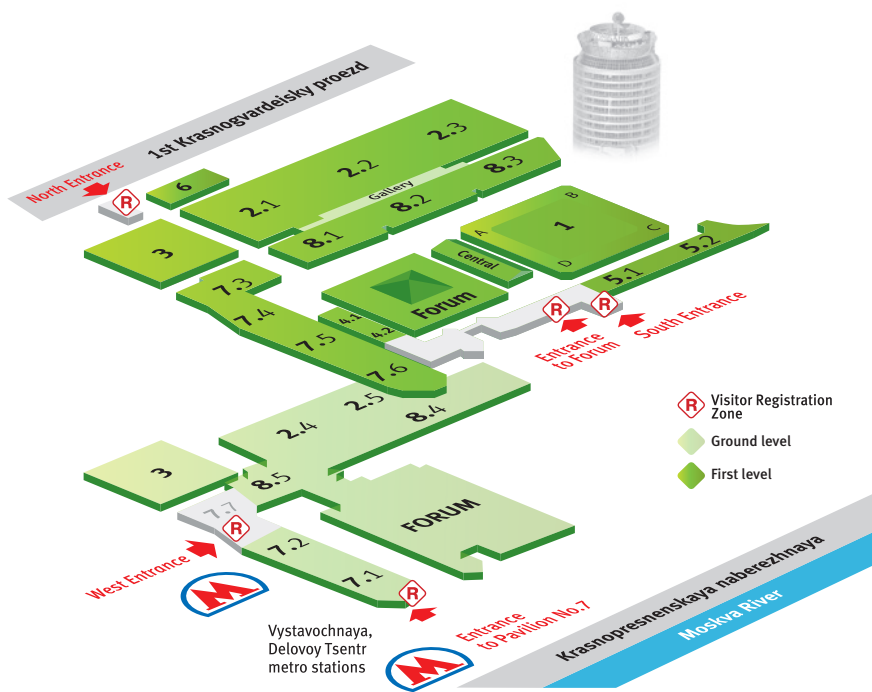 1st Krasnogvardeisky proezd
North Entrance
R
6
2.1
2.2
2.3
Gallery
8.1
8.2
8.3
3
1
A
B
C
D
Central
5.1
5.2
7.3
7.4
7.5
7.6
4.1
4.2
Forum
R
R
Entrance
to Forum
South Entrance
2.4
2.5
8.4
8.5
3
7.7
R
FORUM
7.2
7.1
R
West Entrance
M
Vystavochnaya,
Delovoy Tsentr
metro stations
M
Entrance
to Pavilion No.7
R
Visitor Registration
Zone
Ground level
First level
Krasnopresnenskaya naberezhnaya
Moskva River